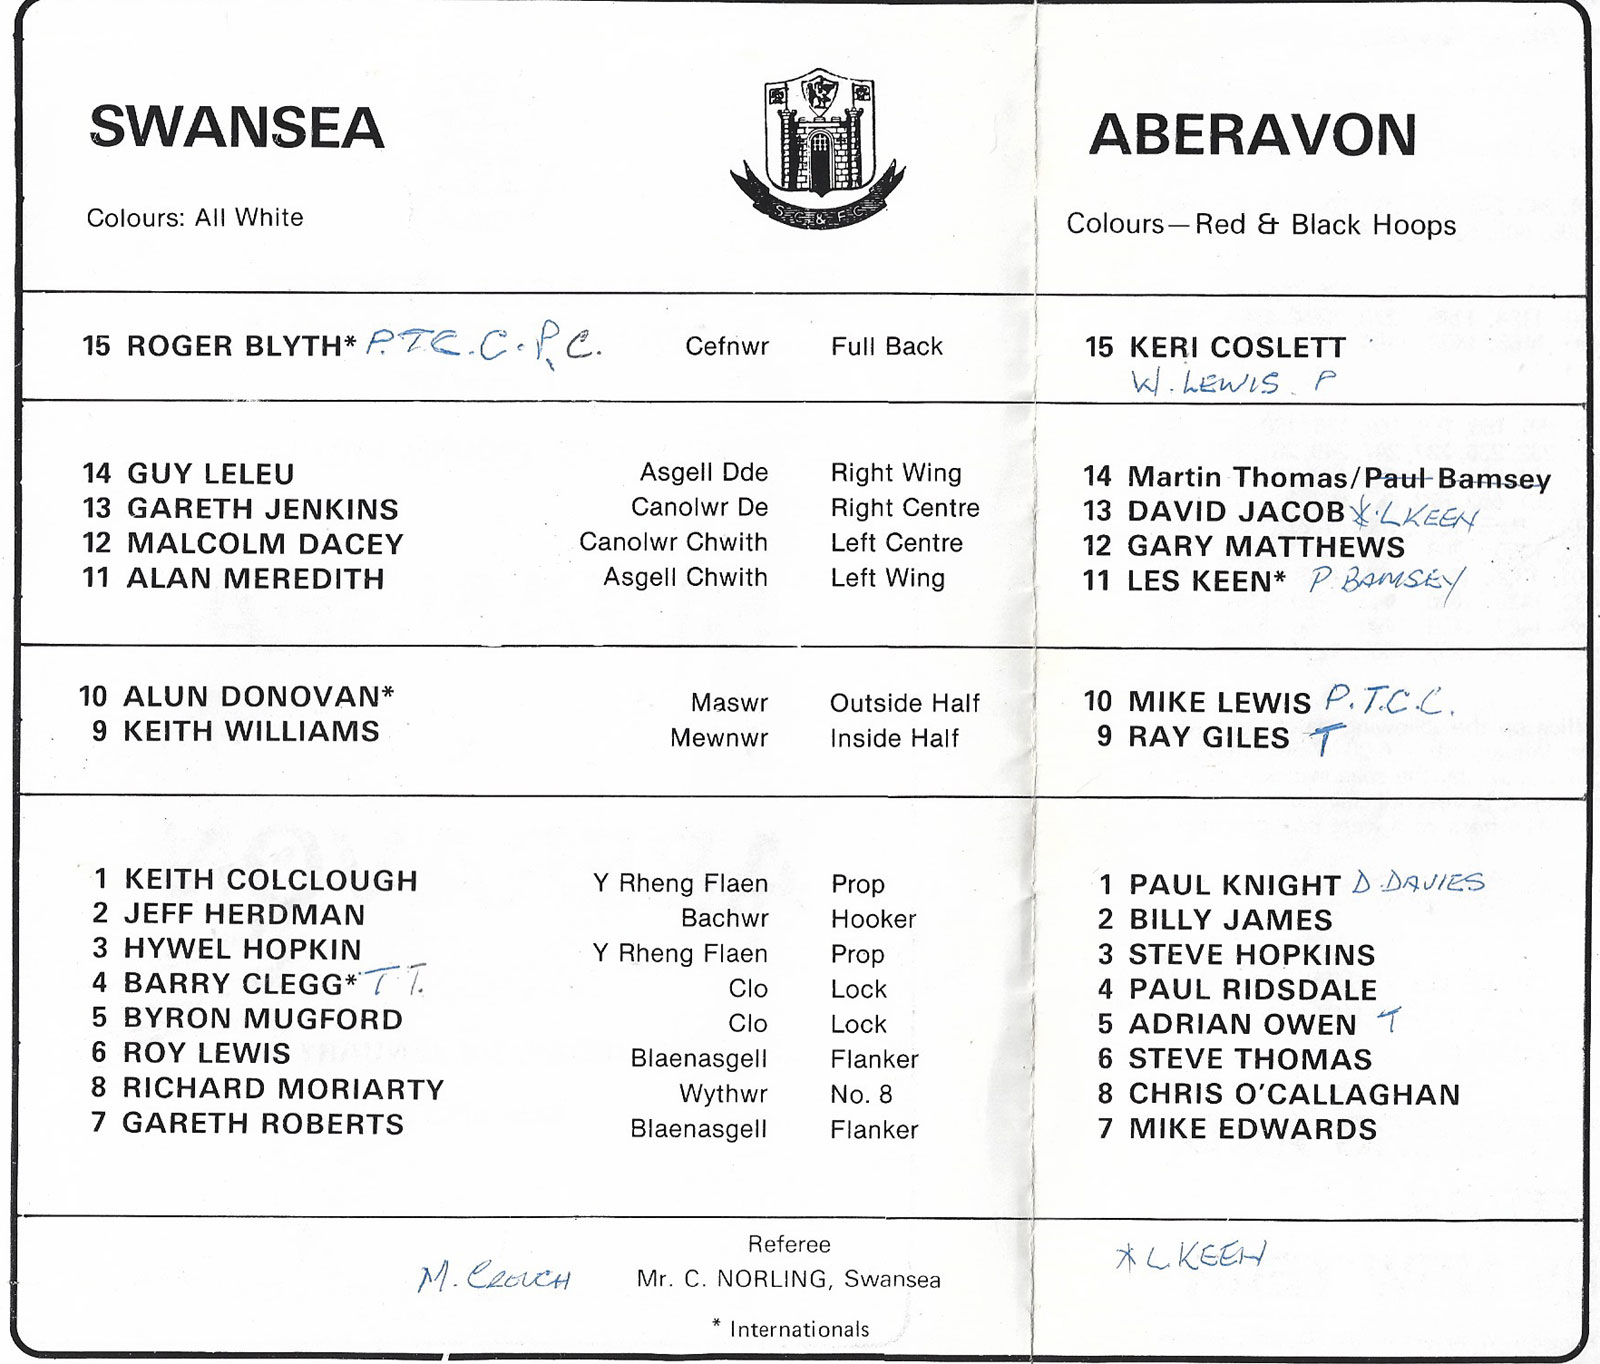 SWANSEA
S.C. & F.C.
ABERAVON
Colours: All White
Colours—Red & Black Hoops
15 ROGER BLYTH* P.T.C.C.P.C. Cefnwr Full Back 15 KERI COSLETT
W. LEWIS. P
14 GUY LELEU Asgell Dde Right Wing 14 Martin Thomas/Paul Bamsey
13 GARETH JENKINS Canolwr De Right Centre 13 DAVID JACOB *.L KEEN
12 MALCOLM DACEY Canolwr Chwith Left Centre 12 GARY MATTHEWS
11 ALAN MEREDITH Asgell Chwith Left Wing 11 LES KEEN* P. BAMSEY
10 ALUN DONOVAN* Maswr Outside Half 10 MIKE LEWIS P.T.C.C.
9 KEITH WILLIAMS Mewnwr Inside Half 9 RAY GILES T
1 KEITH COLCLOUGH Y Rheng Flaen Prop 1 PAUL KNIGHT D. DAVIES
2 JEFF HERDMAN Bachwr Hooker 2 BILLY JAMES
3 HYWEL HOPKIN Y Rheng Flaen Prop 3 STEVE HOPKINS
4 BARRY CLEGG* T T. Clo Lock 4 PAUL RIDSDALE
5 BYRON MUGFORD Clo Lock 5 ADRIAN OWEN T
6 ROY LEWIS Blaenasgell Flanker 6 STEVE THOMAS
8 RICHARD MORIARTY Wythwr No. 8 8 CHRIS O'CALLAGHAN
7 GARETH ROBERTS Blaenasgell Flanker 7 MIKE EDWARDS
Referee
M. CROUCH Mr. C. NORLING, Swansea * L KEEN
* Internationals